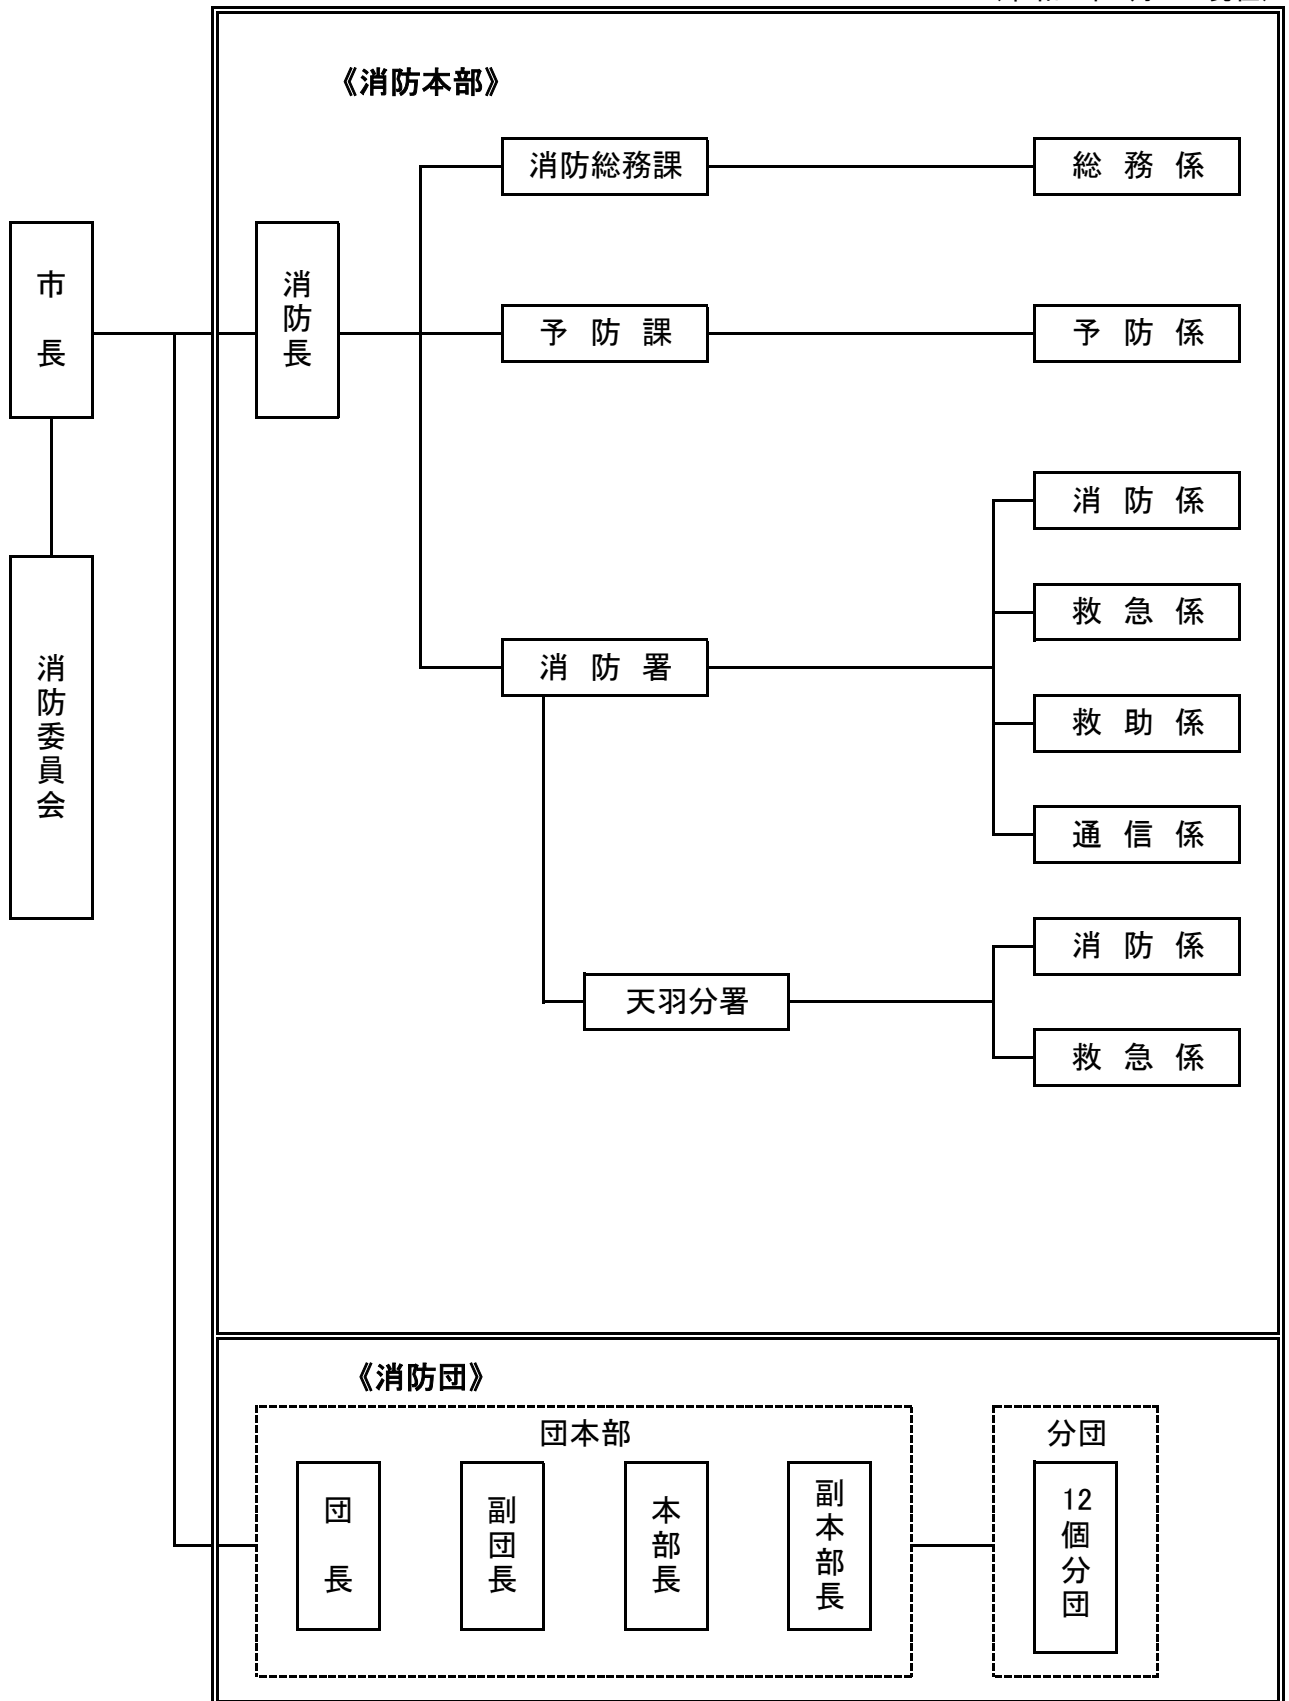 《消防本部》
消防総務課
総務係
市長
消防長
予防課
予防係
消防係
救急係
消防委員会
消防署
救助係
通信係
消防係
天羽分署
救急係
《消防団》
団本部
分団
団長
副団長
本部長
副本部長
12個分団